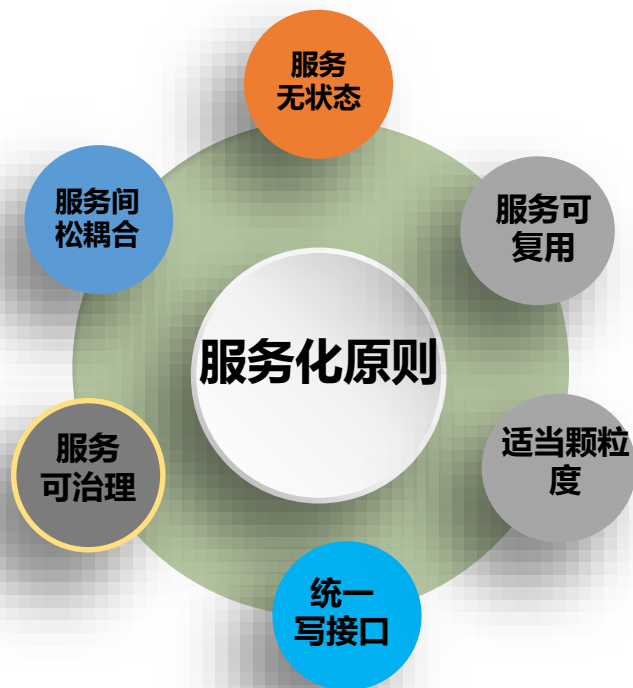 服务
无状态
服务间
松耦合
服务可
复用
服务化原则
服务
可治理
适当颗粒
度
统一
写接口